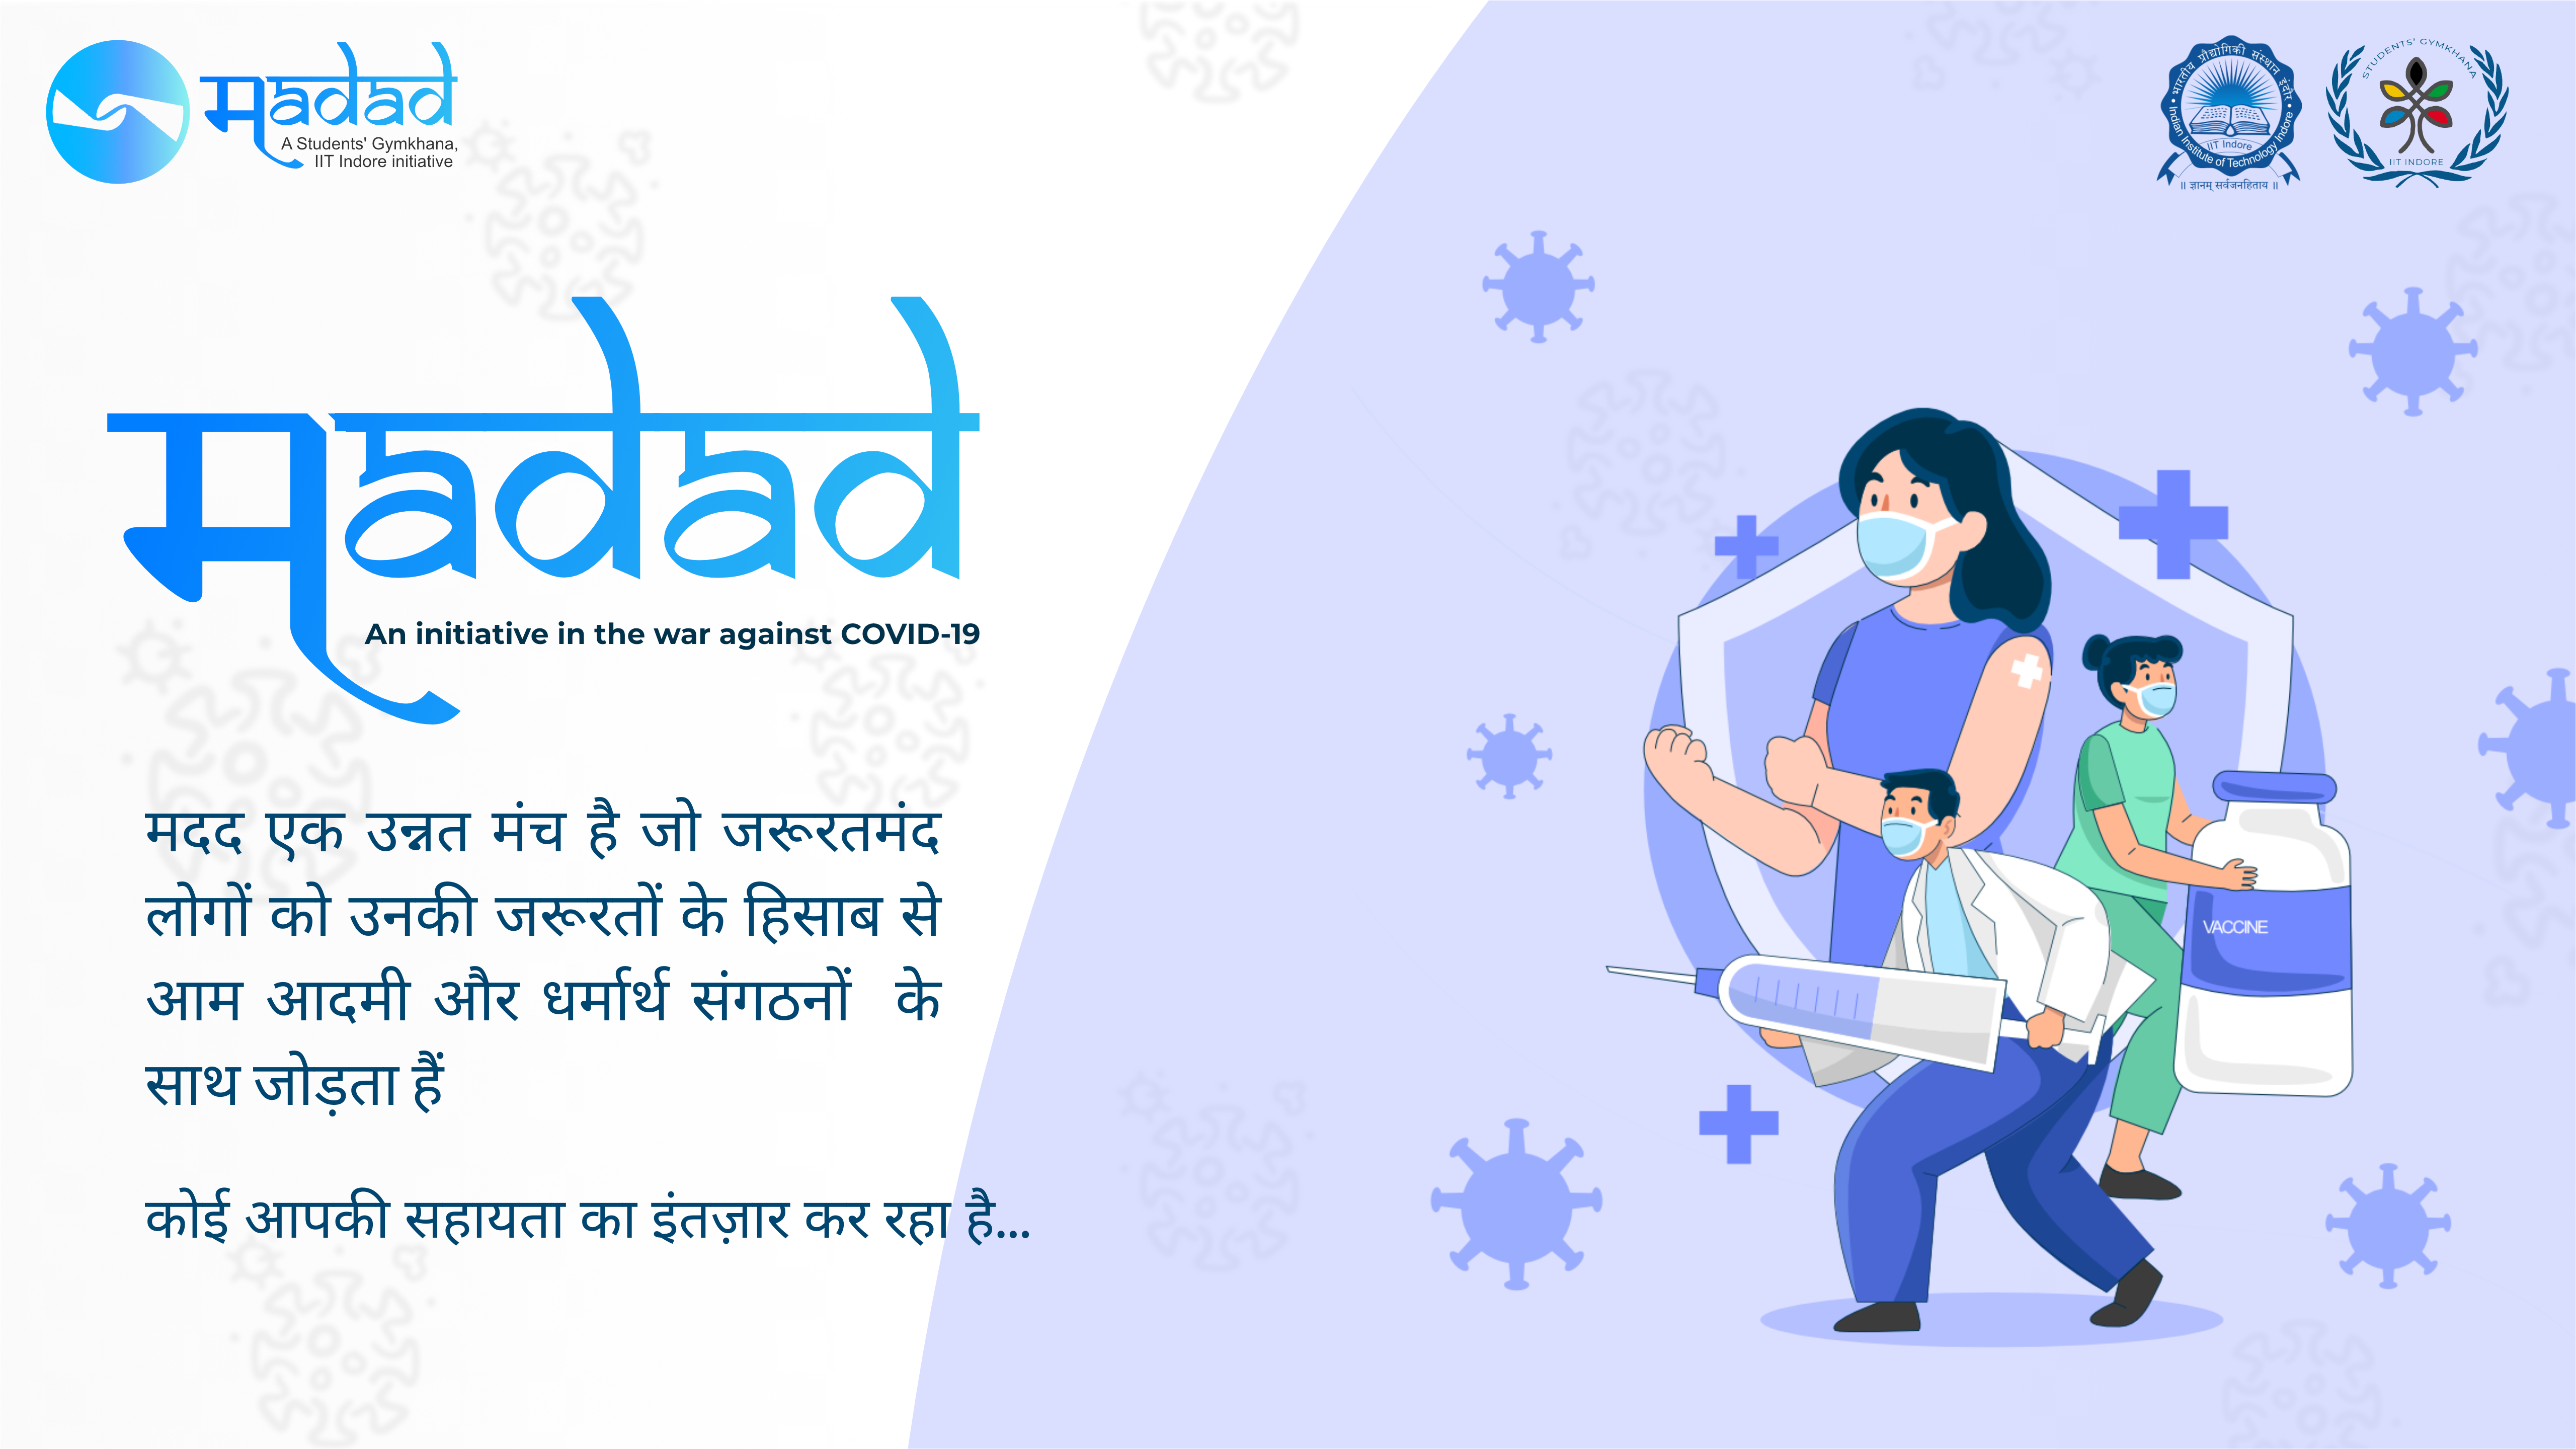 मadad
A Students' Gymkhana,
IIT Indore initiative
भारतीय प्रौद्योगिकी संस्थान इंदौर
IIT Indore
Indian Institute of Technology Indore
॥ ज्ञानम् सर्वजनहिताय ॥
STUDENTS' GYMKHANA
IIT INDORE
मadad
An initiative in the war against COVID-19
मदद एक उन्नत मंच है जो जरूरतमंद
लोगों को उनकी जरूरतों के हिसाब से
आम आदमी और धर्मार्थ संगठनों के
साथ जोड़ता हैं
कोई आपकी सहायता का इंतज़ार कर रहा है...
VACCINE